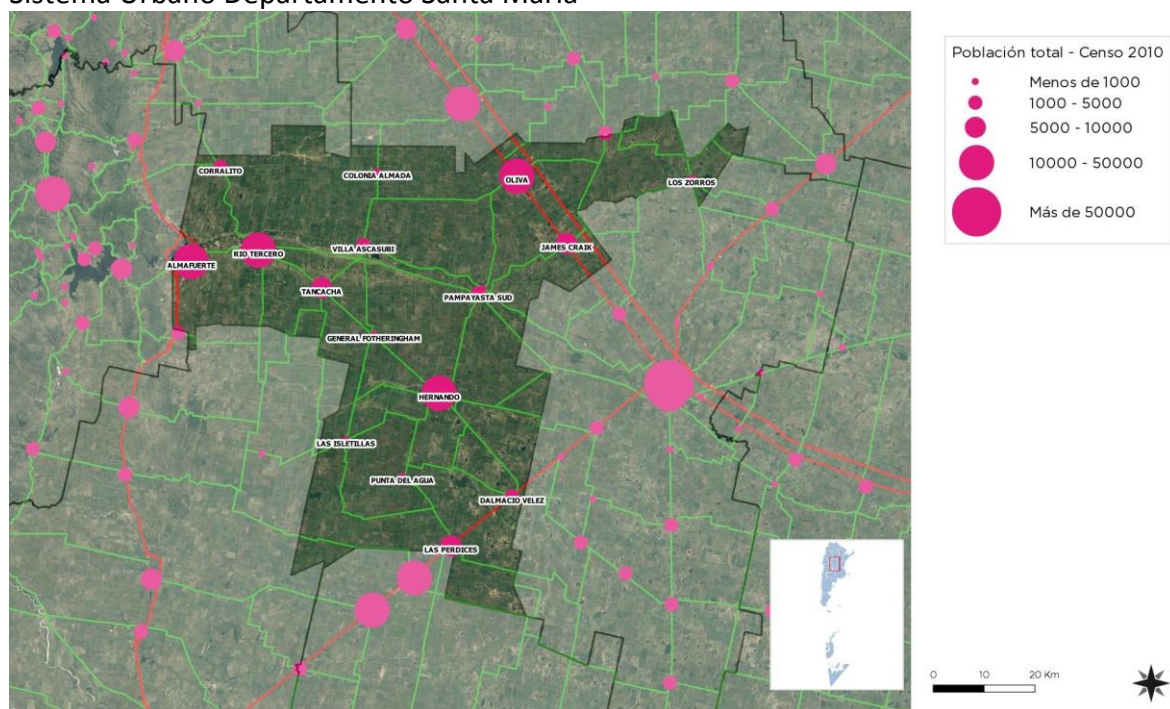 Sistema Urbano Departamento Santa María
Población total - Censo 2010
Menos de 1000
1000 - 5000
5000 - 10000
10000 - 50000
Más de 50000
CORRALITO
COLONIA ALMADA
OLIVA
LOS ZORROS
ALMAFUERTE
RIO TERCERO
VILLA ASCASUBI
JAMES CRAIK
TANCACHA
PAMPAYASTA SUD
GENERAL FOTHERINGHAM
HERNANDO
LAS ISLETILLAS
PUNTA DEL AGUA
DALMACIO VELEZ
LAS PERDICES
0 10 20 Km